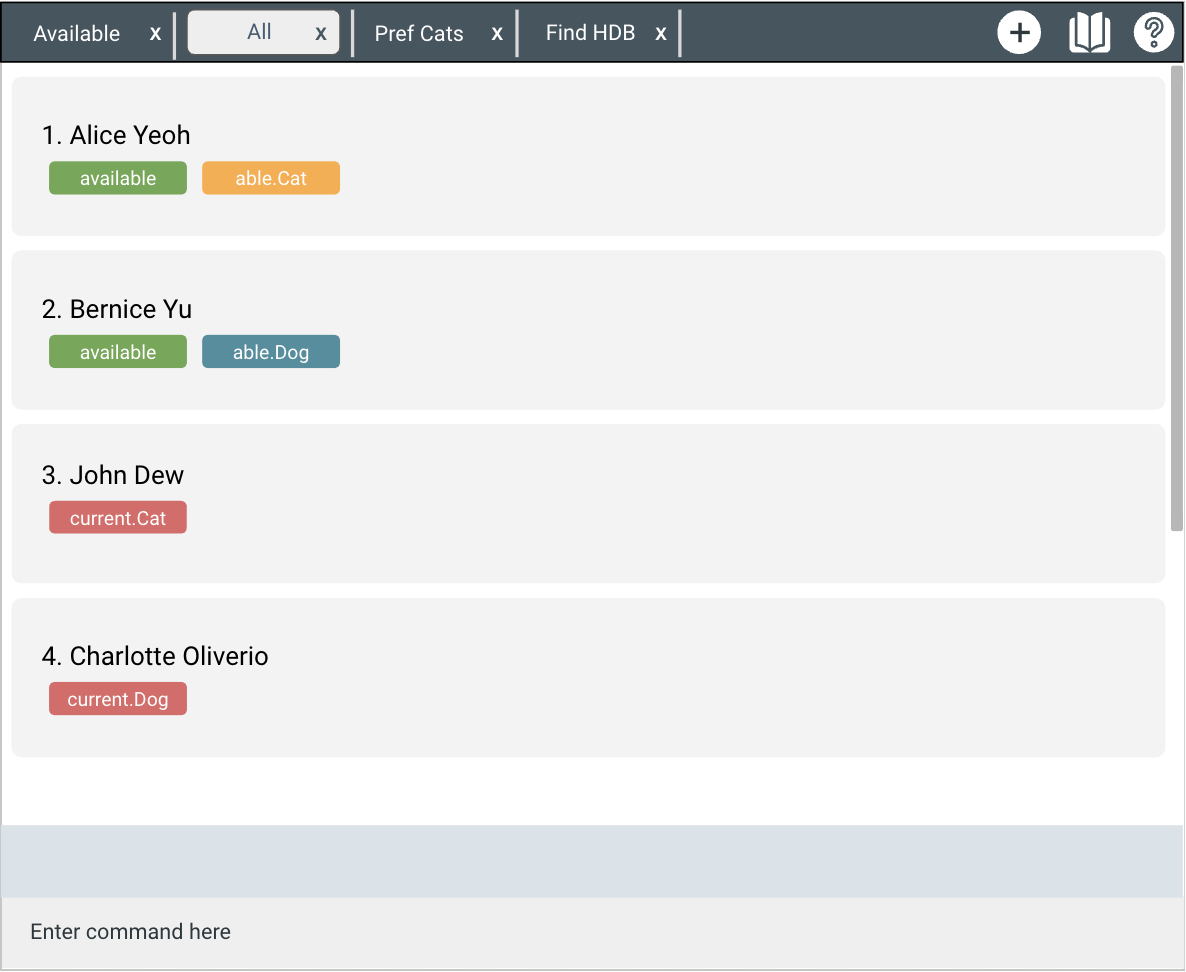 Available x All x Pref Cats x Find HDB x + ?
1. Alice Yeoh
available able.Cat
2. Bernice Yu
available able.Dog
3. John Dew
current.Cat
4. Charlotte Oliverio
current.Dog
Enter command here